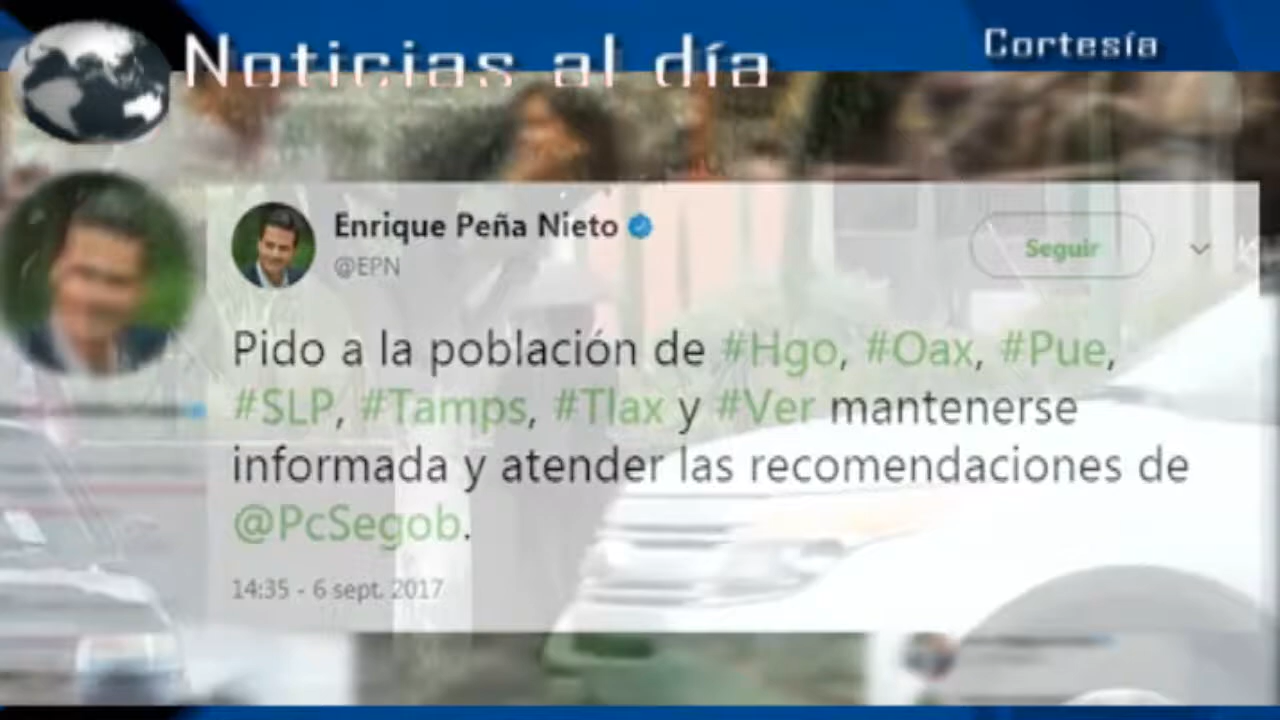 Noticias al día
Cortesía
Enrique Peña Nieto
@EPN
Seguir
Pido a la población de #Hgo, #Oax, #Pue,
#SLP, #Tamps, #Tlax y #Ver mantenerse
informada y atender las recomendaciones de
@PcSegob.
14:35 - 6 sept. 2017